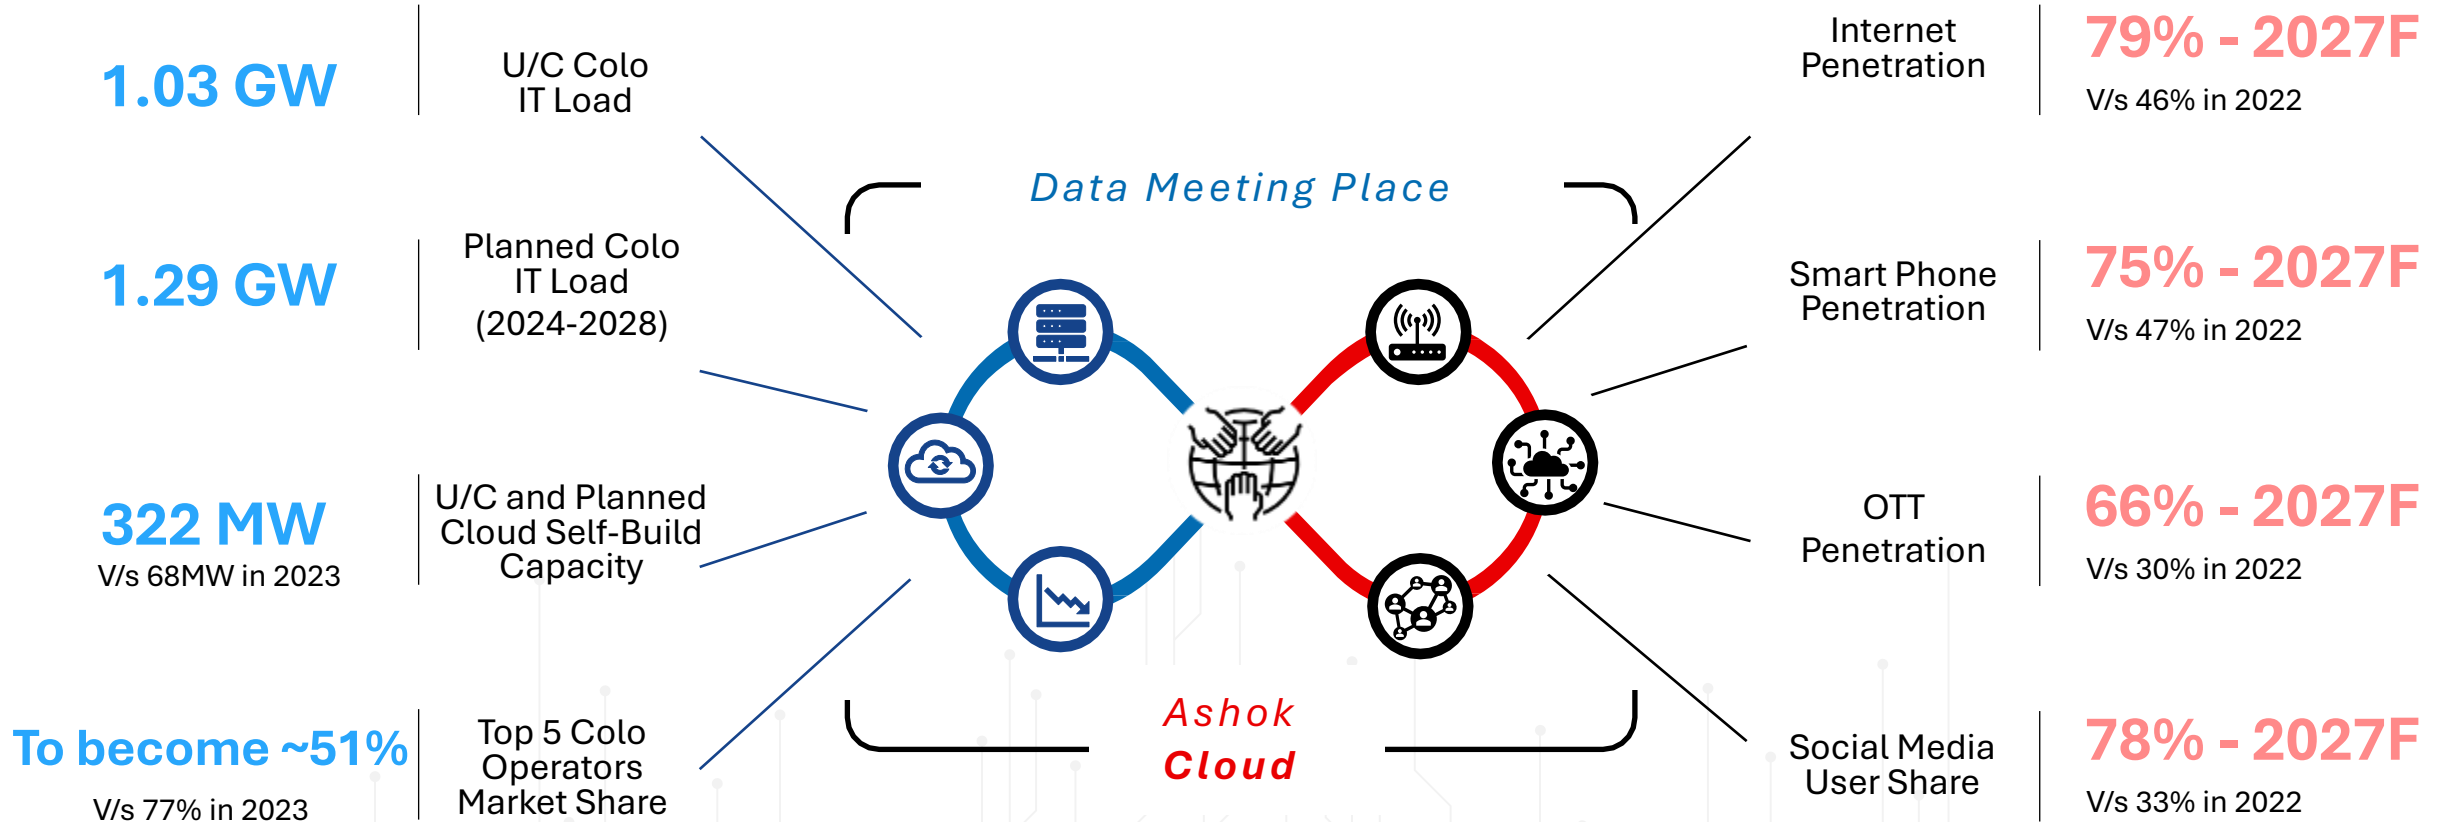 1.03 GW
U/C Colo
IT Load
1.29 GW
Planned Colo
IT Load
(2024-2028)
322 MW
V/s 68MW in 2023
U/C and Planned
Cloud Self-Build
Capacity
To become ~51%
V/s 77% in 2023
Top 5 Colo
Operators
Market Share
Data Meeting Place
Ashok
Cloud
Internet
Penetration
79% - 2027F
V/s 46% in 2022
Smart Phone
Penetration
75% - 2027F
V/s 47% in 2022
OTT
Penetration
66% - 2027F
V/s 30% in 2022
Social Media
User Share
78% - 2027F
V/s 33% in 2022